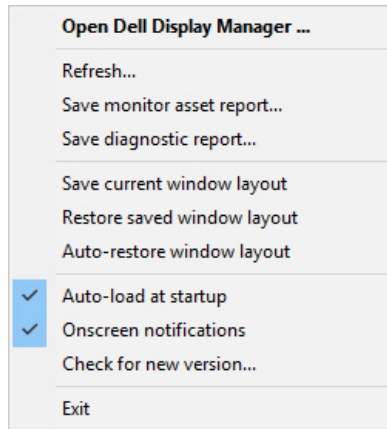 Open Dell Display Manager ...
Refresh...
Save monitor asset report...
Save diagnostic report...
Save current window layout
Restore saved window layout
Auto-restore window layout
Auto-load at startup
Onscreen notifications
Check for new version...
Exit